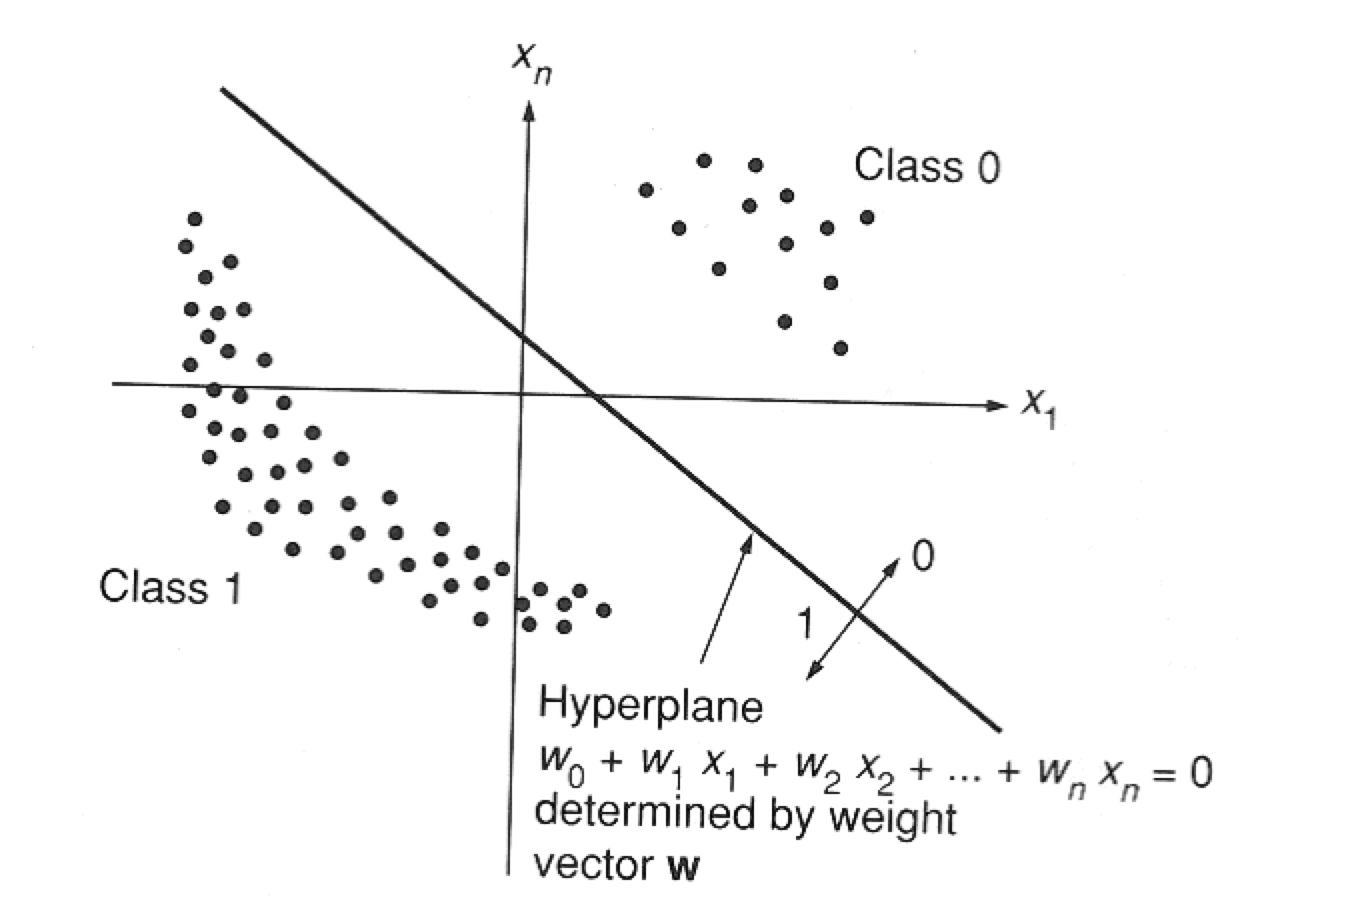 xₙ
Class 0
x₁
0
1
Class 1
Hyperplane
w₀ + w₁ x₁ + w₂ x₂ + ... + wₙ xₙ = 0
determined by weight
vector w